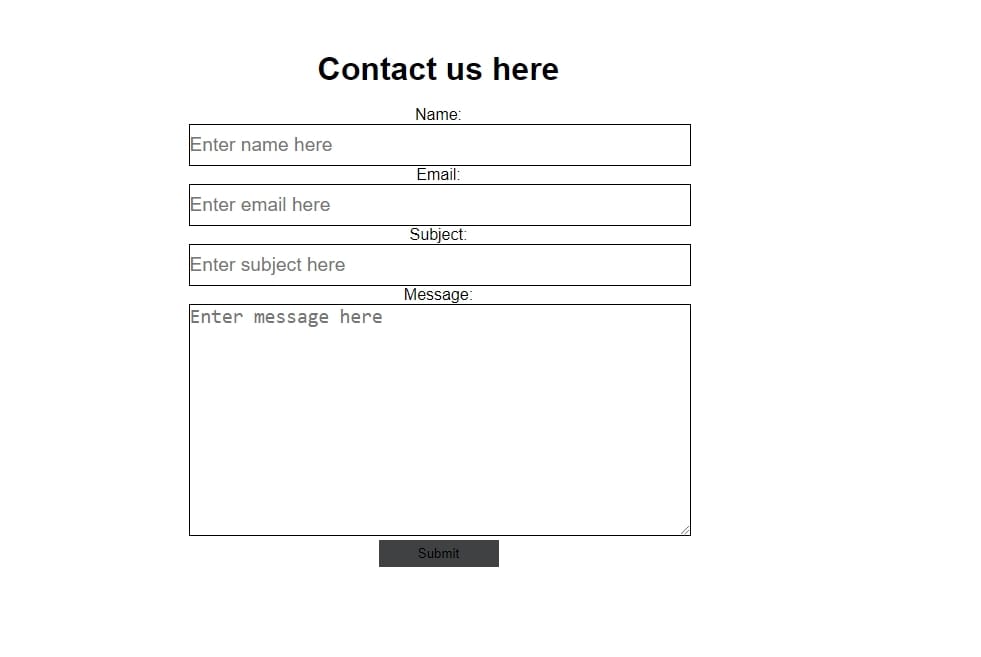 Contact us here
Name:
Enter name here
Email:
Enter email here
Subject:
Enter subject here
Message:
Enter message here
Submit